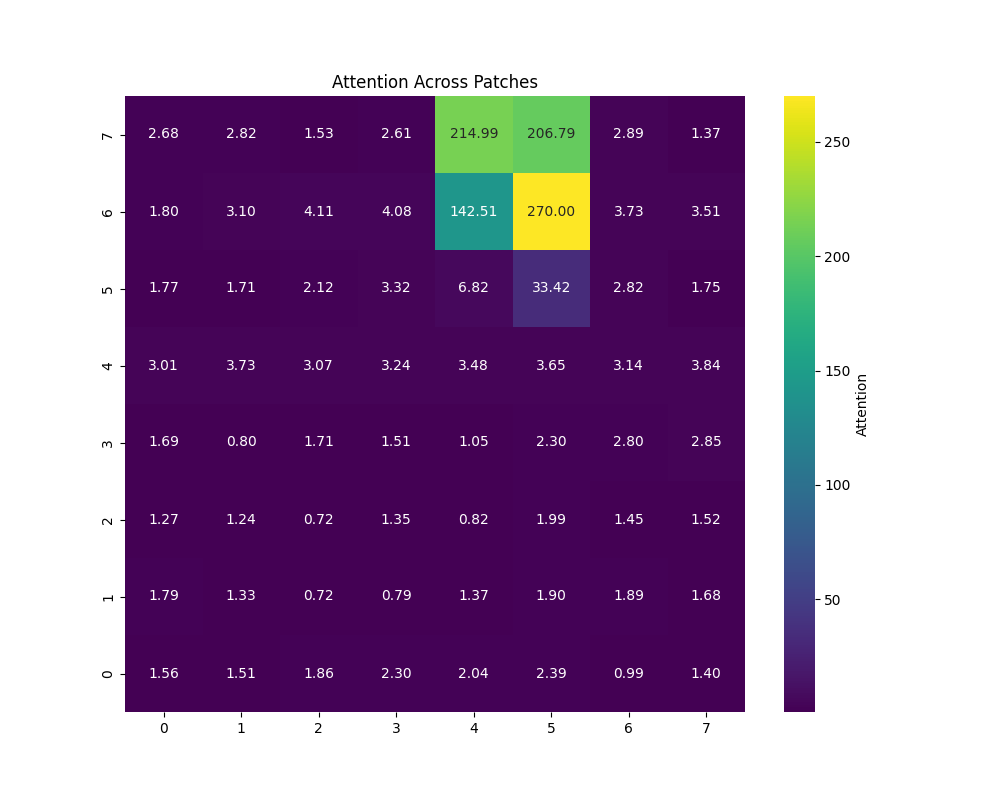 Attention Across Patches
7 2.68 2.82 1.53 2.61 214.99 206.79 2.89 1.37
6 1.80 3.10 4.11 4.08 142.51 270.00 3.73 3.51
5 1.77 1.71 2.12 3.32 6.82 33.42 2.82 1.75
4 3.01 3.73 3.07 3.24 3.48 3.65 3.14 3.84
3 1.69 0.80 1.71 1.51 1.05 2.30 2.80 2.85
2 1.27 1.24 0.72 1.35 0.82 1.99 1.45 1.52
1 1.79 1.33 0.72 0.79 1.37 1.90 1.89 1.68
0 1.56 1.51 1.86 2.30 2.04 2.39 0.99 1.40
0 1 2 3 4 5 6 7
250
200
150
100
50
Attention